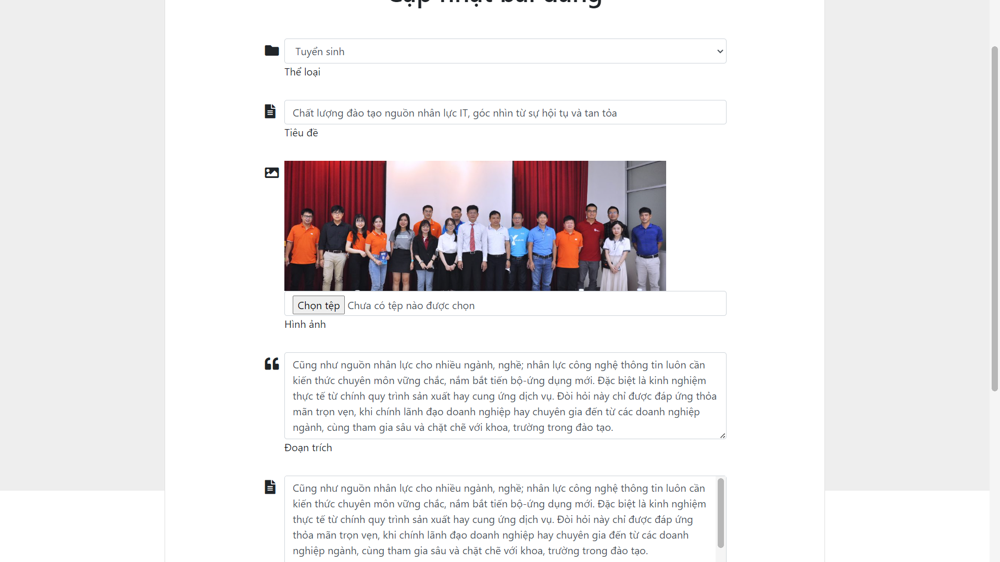 Cập nhật bài đăng
Tuyển sinh
Thể loại
Chất lượng đào tạo nguồn nhân lực IT, góc nhìn từ sự hội tụ và tan tỏa
Tiêu đề
Chọn tệp Chưa có tệp nào được chọn
Hình ảnh
Cũng như nguồn nhân lực cho nhiều ngành, nghề; nhân lực công nghệ thông tin luôn cần
kiến thức chuyên môn vững chắc, nắm bắt tiến bộ-ứng dụng mới. Đặc biệt là kinh nghiệm
thực tế từ chính quy trình sản xuất hay cung ứng dịch vụ. Đòi hỏi này chỉ được đáp ứng thỏa
mãn trọn vẹn, khi chính lãnh đạo doanh nghiệp hay chuyên gia đến từ các doanh nghiệp
ngành, cùng tham gia sâu và chặt chẽ với khoa, trường trong đào tạo.
Đoạn trích
Cũng như nguồn nhân lực cho nhiều ngành, nghề; nhân lực công nghệ thông tin luôn cần
kiến thức chuyên môn vững chắc, nắm bắt tiến bộ-ứng dụng mới. Đặc biệt là kinh nghiệm
thực tế từ chính quy trình sản xuất hay cung ứng dịch vụ. Đòi hỏi này chỉ được đáp ứng
thỏa mãn trọn vẹn, khi chính lãnh đạo doanh nghiệp hay chuyên gia đến từ các doanh
nghiệp ngành, cùng tham gia sâu và chặt chẽ với khoa, trường trong đào tạo.